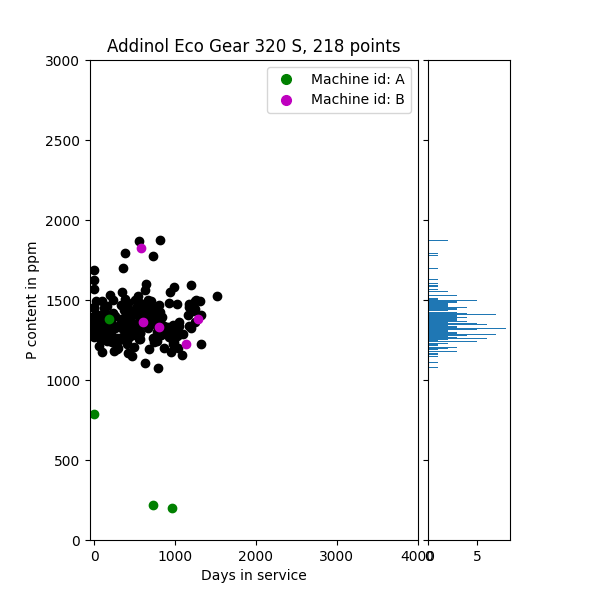 Addinol Eco Gear 320 S, 218 points
Machine id: A
Machine id: B
P content in ppm
3000
2500
2000
1500
1000
500
0
0 1000 2000 3000 4000
0 5
Days in service